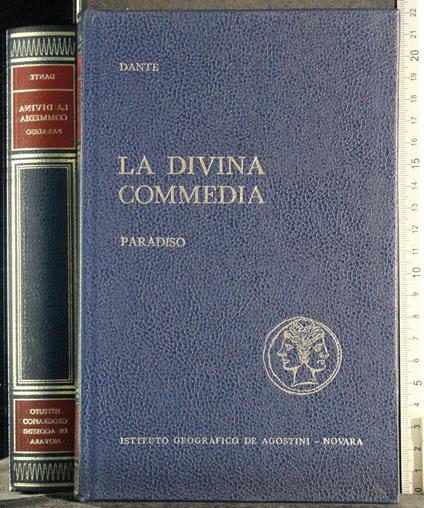 DANTE
LA DIVINA
COMMEDIA
PARADISO
ISTITUTO
GEOGRAFICO
DE AGOSTINI
NOVARA
DANTE
LA DIVINA
COMMEDIA
PARADISO
ISTITUTO GEOGRAFICO DE AGOSTINI – NOVARA